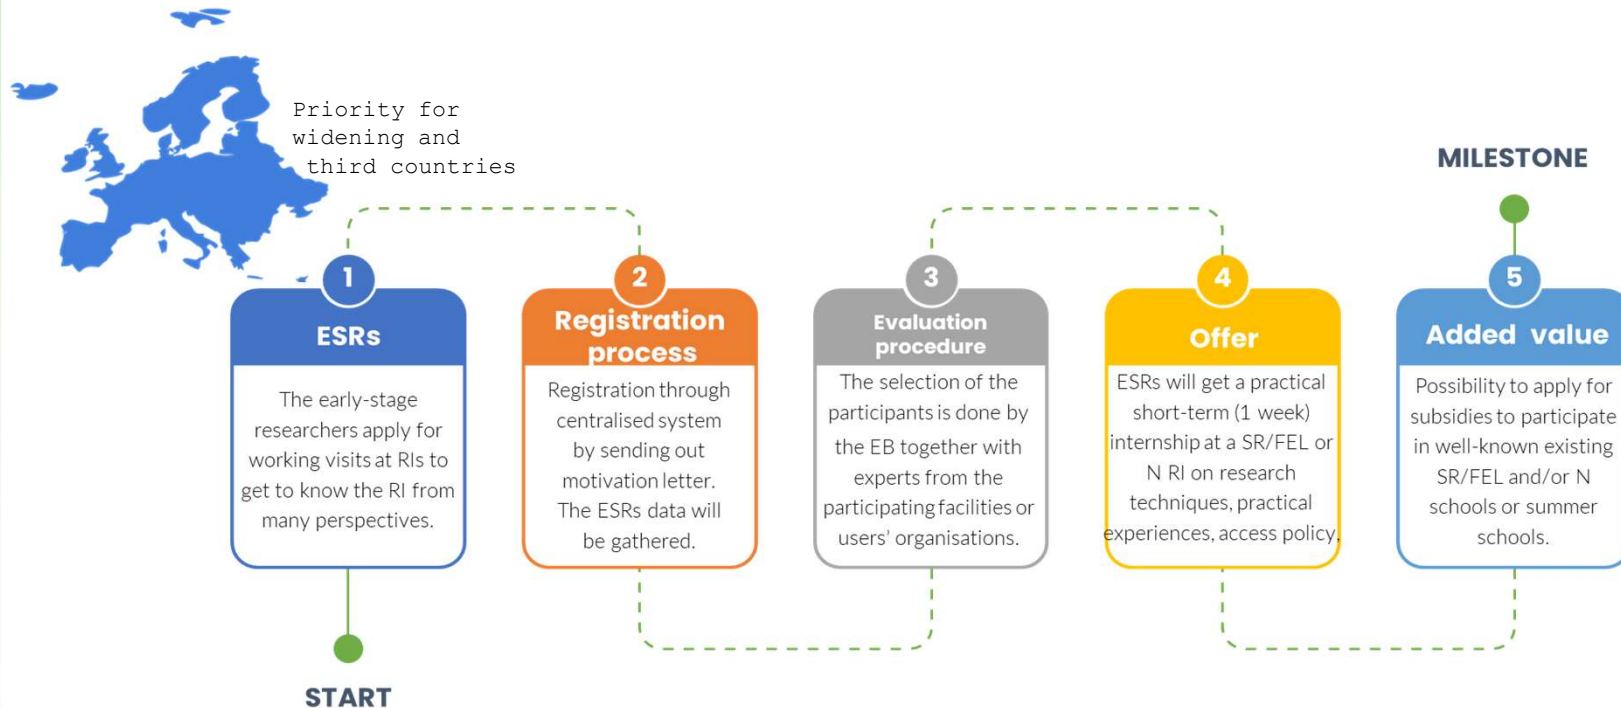 Priority for
widening and
third countries
MILESTONE
1
ESRs
The early-stage
researchers apply for
working visits at RIs to
get to know the RI from
many perspectives.
START
2
Registration
process
Registration through
centralised system
by sending out
motivation letter.
The ESRs data will
be gathered.
3
Evaluation
procedure
The selection of the
participants is done by
the EB together with
experts from the
participating facilities or
users' organisations.
4
Offer
ESRs will get a practical
short-term (1 week)
internship at a SR/FEL or
N RI on research
techniques, practical
experiences, access policy,
5
Added value
Possibility to apply for
subsidies to participate
in well-known existing
SR/FEL and/or N
schools or summer
schools.